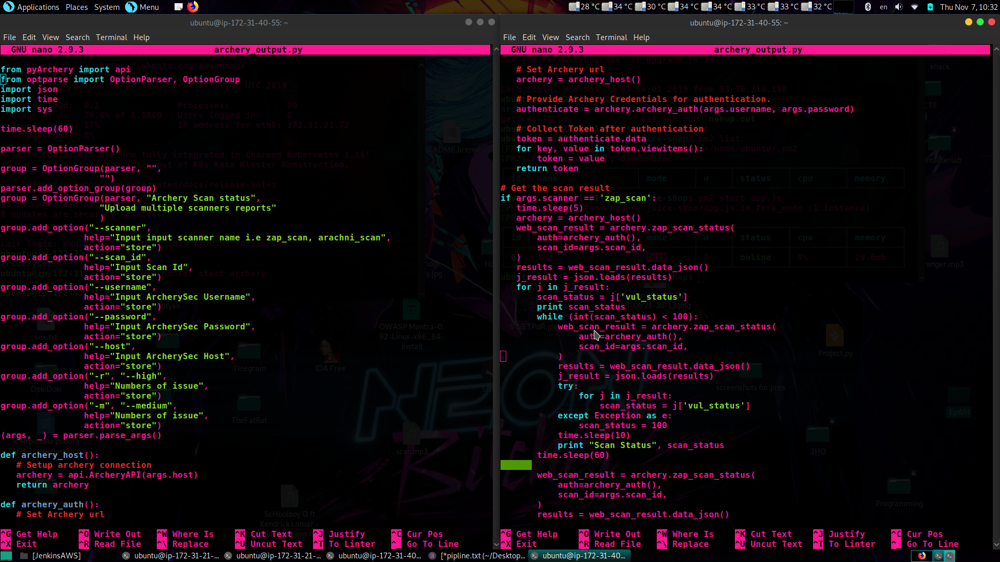 Applications Places System Menu 28 °C 34 °C 30 °C 34 °C 34 °C 33 °C 33 °C 32 °C en Thu Nov 7, 10:32
ubuntu@ip-172-31-40-55: ~
File Edit View Search Terminal Help
GNU nano 2.9.3 archery_output.py
from pyArchery import api
from optparse import OptionParser, OptionGroup
import json
import time
import sys
time.sleep(60)
parser = OptionParser()
group = OptionGroup(parser, "",
"")
parser.add_option_group(group)
group = OptionGroup(parser, "Archery Scan status",
"Upload multiple scanners reports"
)
group.add_option("--scanner",
help="Input input scanner name i.e zap_scan, arachni_scan",
action="store")
group.add_option("--scan_id",
help="Input Scan Id",
action="store")
group.add_option("--username",
help="Input ArcherySec Username",
action="store")
group.add_option("--password",
help="Input ArcherySec Password",
action="store")
group.add_option("--host",
help="Input ArcherySec Host",
action="store")
group.add_option("-r", "--high",
help="Numbers of issue",
action="store")
group.add_option("-m", "--medium",
help="Numbers of issue",
action="store")
(args, _) = parser.parse_args()
def archery_host():
# Setup archery connection
archery = api.ArcheryAPI(args.host)
return archery
def archery_auth():
# Set Archery url
^G Get Help ^O Write Out ^W Where Is ^K Cut Text ^J Justify ^C Cur Pos
^X Exit ^R Read File ^\ Replace ^U Uncut Text ^T To Linter ^_ Go To Line
ubuntu@ip-172-31-40-55: ~
File Edit View Search Terminal Help
GNU nano 2.9.3 archery_output.py
# Set Archery url
archery = archery_host()
# Provide Archery Credentials for authentication.
authenticate = archery.archery_auth(args.username, args.password)
# Collect Token after authentication
token = authenticate.data
for key, value in token.viewitems():
token = value
return token
# Get the scan result
if args.scanner == 'zap_scan':
time.sleep(5)
archery = archery_host()
web_scan_result = archery.zap_scan_status(
auth=archery_auth(),
scan_id=args.scan_id,
)
results = web_scan_result.data_json()
j_result = json.loads(results)
for j in j_result:
scan_status = j['vul_status']
print scan_status
while (int(scan_status) < 100):
web_scan_result = archery.zap_scan_status(
auth=archery_auth(),
scan_id=args.scan_id,
)
results = web_scan_result.data_json()
j_result = json.loads(results)
try:
for j in j_result:
scan_status = j['vul_status']
except Exception as e:
scan_status = 100
time.sleep(10)
print "Scan Status", scan_status
time.sleep(60)
web_scan_result = archery.zap_scan_status(
auth=archery_auth(),
scan_id=args.scan_id,
)
results = web_scan_result.data_json()
^G Get Help ^O Write Out ^W Where Is ^K Cut Text ^J Justify ^C Cur Pos
^X Exit ^R Read File ^\ Replace ^U Uncut Text ^T To Linter ^_ Go To Line
[JenkinsAWS] ubuntu@ip-172-31-21-... ubuntu@ip-172-31-21-... ubuntu@ip-172-31-40... [*pipline.txt (~/Desktop... ubuntu@ip-172-31-40...